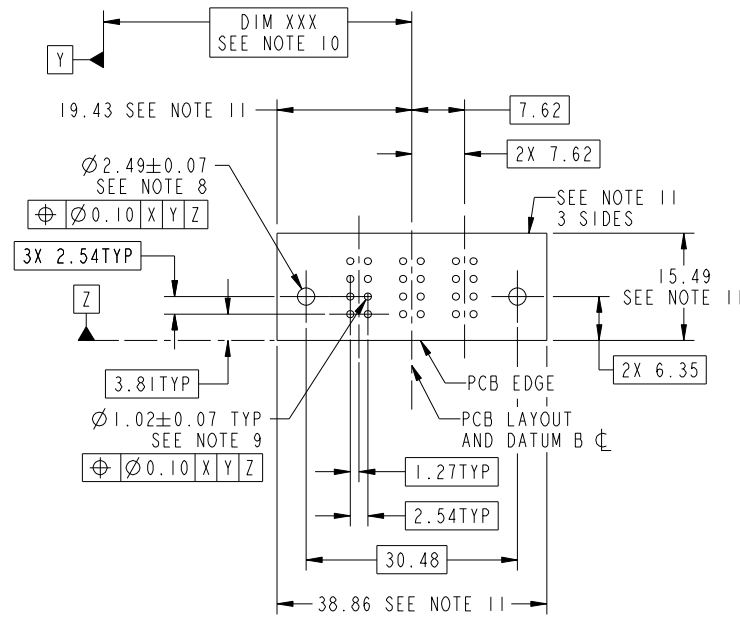 DIM XXX
SEE NOTE 10
Y
19.43 SEE NOTE 11
7.62
2X 7.62
Ø2.49±0.07
SEE NOTE 8
⌖ Ø0.10 X Y Z
SEE NOTE 11
3 SIDES
3X 2.54TYP
15.49
SEE NOTE 11
Z
2X 6.35
3.81TYP
PCB EDGE
Ø1.02±0.07 TYP
SEE NOTE 9
⌖ Ø0.10 X Y Z
PCB LAYOUT
AND DATUM B ℄
1.27TYP
2.54TYP
30.48
38.86 SEE NOTE 11